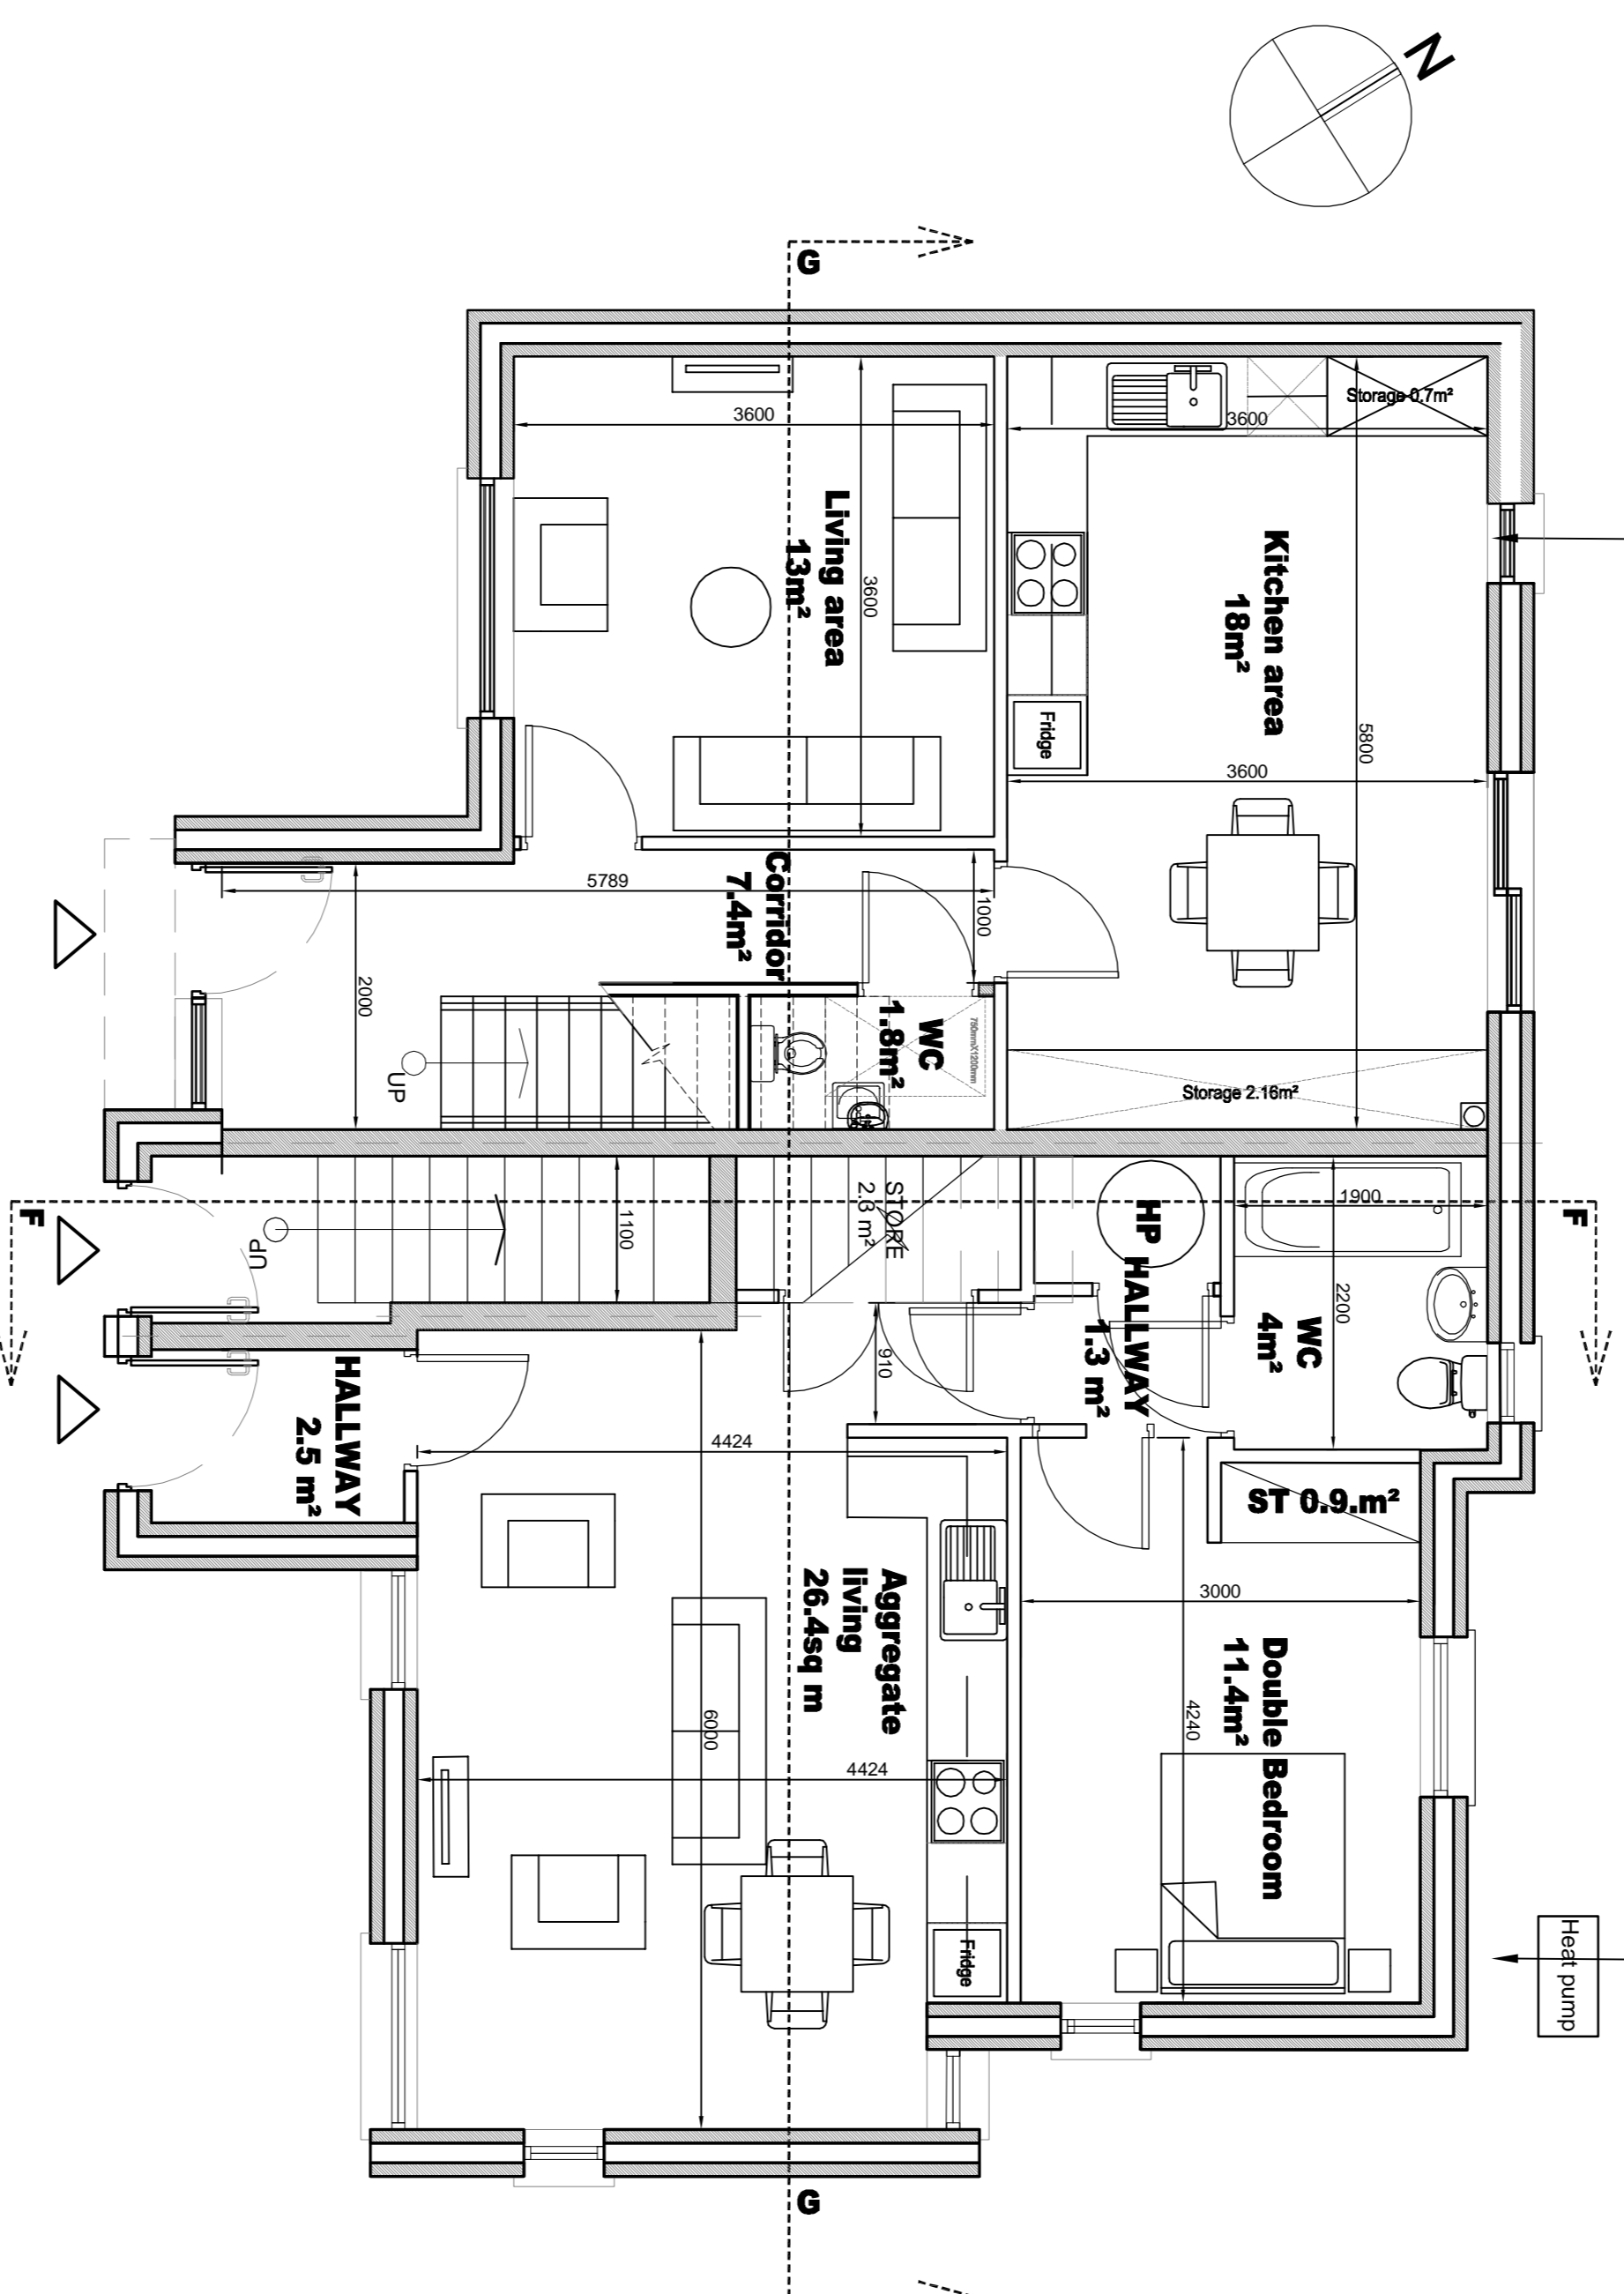 N
G
Storage 0.7m²
3600
3600
Kitchen area
18m²
Living area
13m²
3600
5800
Fridge
3600
Corridor
7.4m²
5789
1000
2000
WC
1.8m²
750mmX1200mm
UP
Storage 2.16m²
F
F
1100
UP
STORE
2.3 m²
HP
HALLWAY
1.3 m²
1900
2200
WC
4m²
910
HALLWAY
2.5 m²
4424
ST 0.9.m²
Aggregate
living
26.4sq m
3000
Double Bedroom
11.4m²
4240
6000
4424
Fridge
Heat pump
G